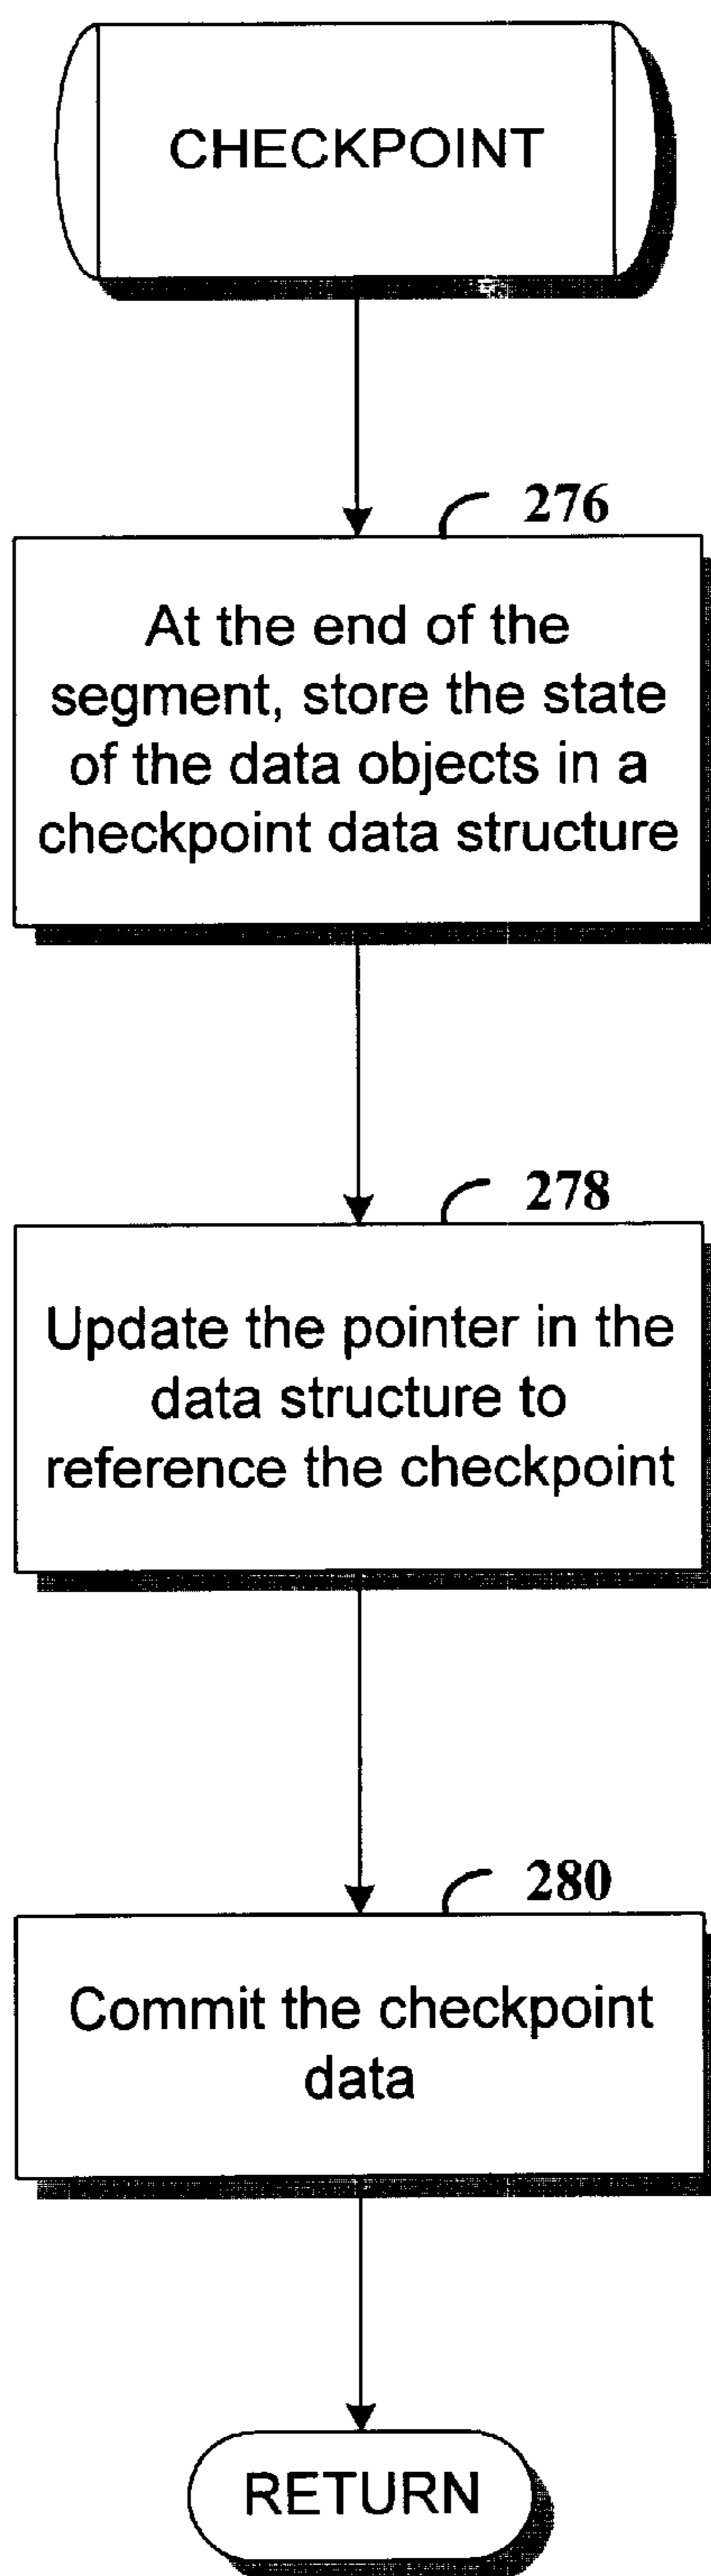 CHECKPOINT
276
At the end of the
segment, store the state
of the data objects in a
checkpoint data structure
278
Update the pointer in the
data structure to
reference the checkpoint
280
Commit the checkpoint
data
RETURN